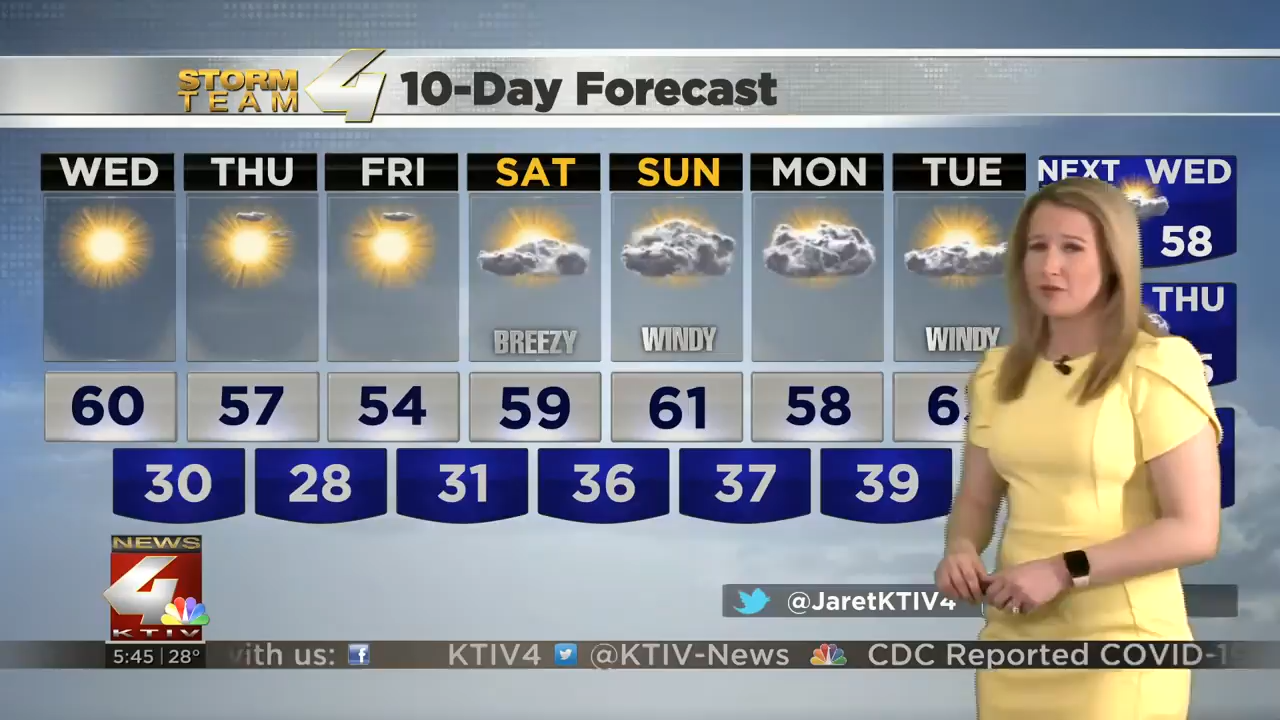 STORM TEAM 4 10-Day Forecast
WED THU FRI SAT SUN MON TUE NEXT WED
58
THU
BREEZY WINDY WINDY
60 57 54 59 61 58
30 28 31 36 37 39
NEWS
4
KTIV
@JaretKTIV4
5:45 | 28° with us: KTIV4 @KTIV-News CDC Reported COVID-19